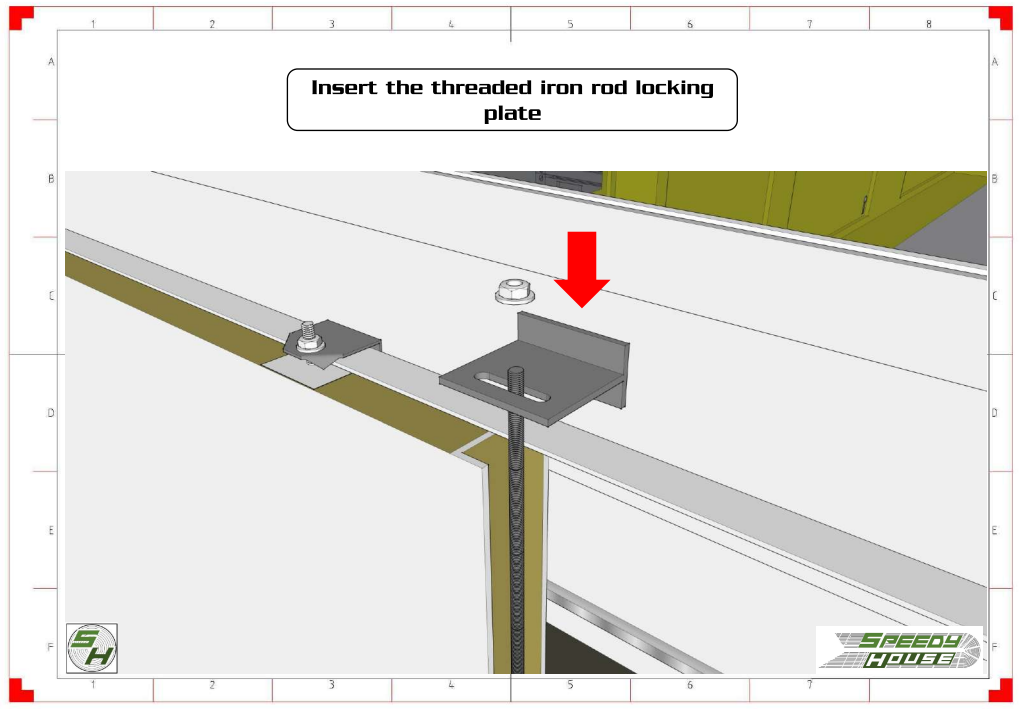 1 2 3 4 5 6 7 8
A A
Insert the threaded iron rod locking
plate
B B
C C
D D
E E
F F
SH
SPEEDY
HOUSE
1 2 3 4 5 6 7